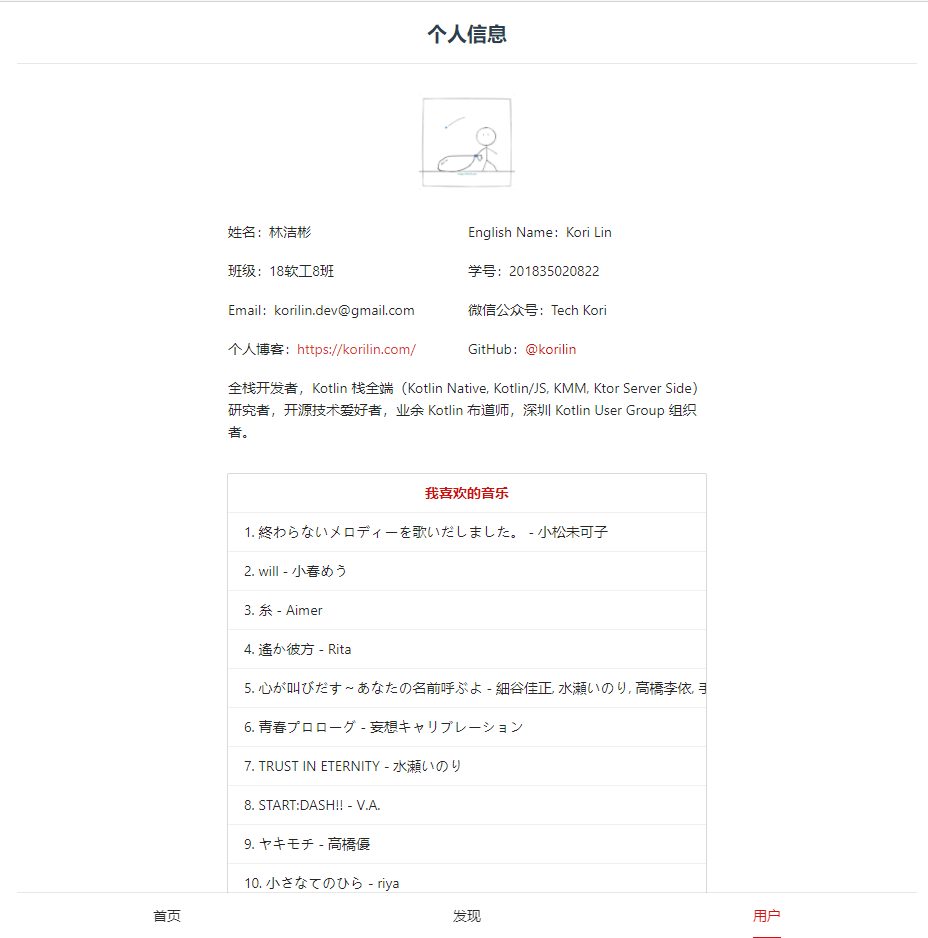 个人信息
姓名：林洁彬
English Name：Kori Lin
班级：18软工8班
学号：201835020822
Email：korilin.dev@gmail.com
微信公众号：Tech Kori
个人博客：https://korilin.com/
GitHub：@korilin
全栈开发者，Kotlin 栈全端（Kotlin Native, Kotlin/JS, KMM, Ktor Server Side）
研究者，开源技术爱好者，业余 Kotlin 布道师，深圳 Kotlin User Group 组织
者。
我喜欢的音乐
1. 終わらないメロディーを歌いだしました。 - 小松未可子
2. will - 小春めう
3. 糸 - Aimer
4. 遙か彼方 - Rita
5. 心が叫びだす～あなたの名前呼ぶよ - 細谷佳正, 水瀬いのり, 高橋李依, 手
6. 青春プロローグ - 妄想キャリブレーション
7. TRUST IN ETERNITY - 水瀬いのり
8. START:DASH!! - V.A.
9. ヤキモチ - 高橋優
10. 小さなてのひら - riya
首页
发现
用户